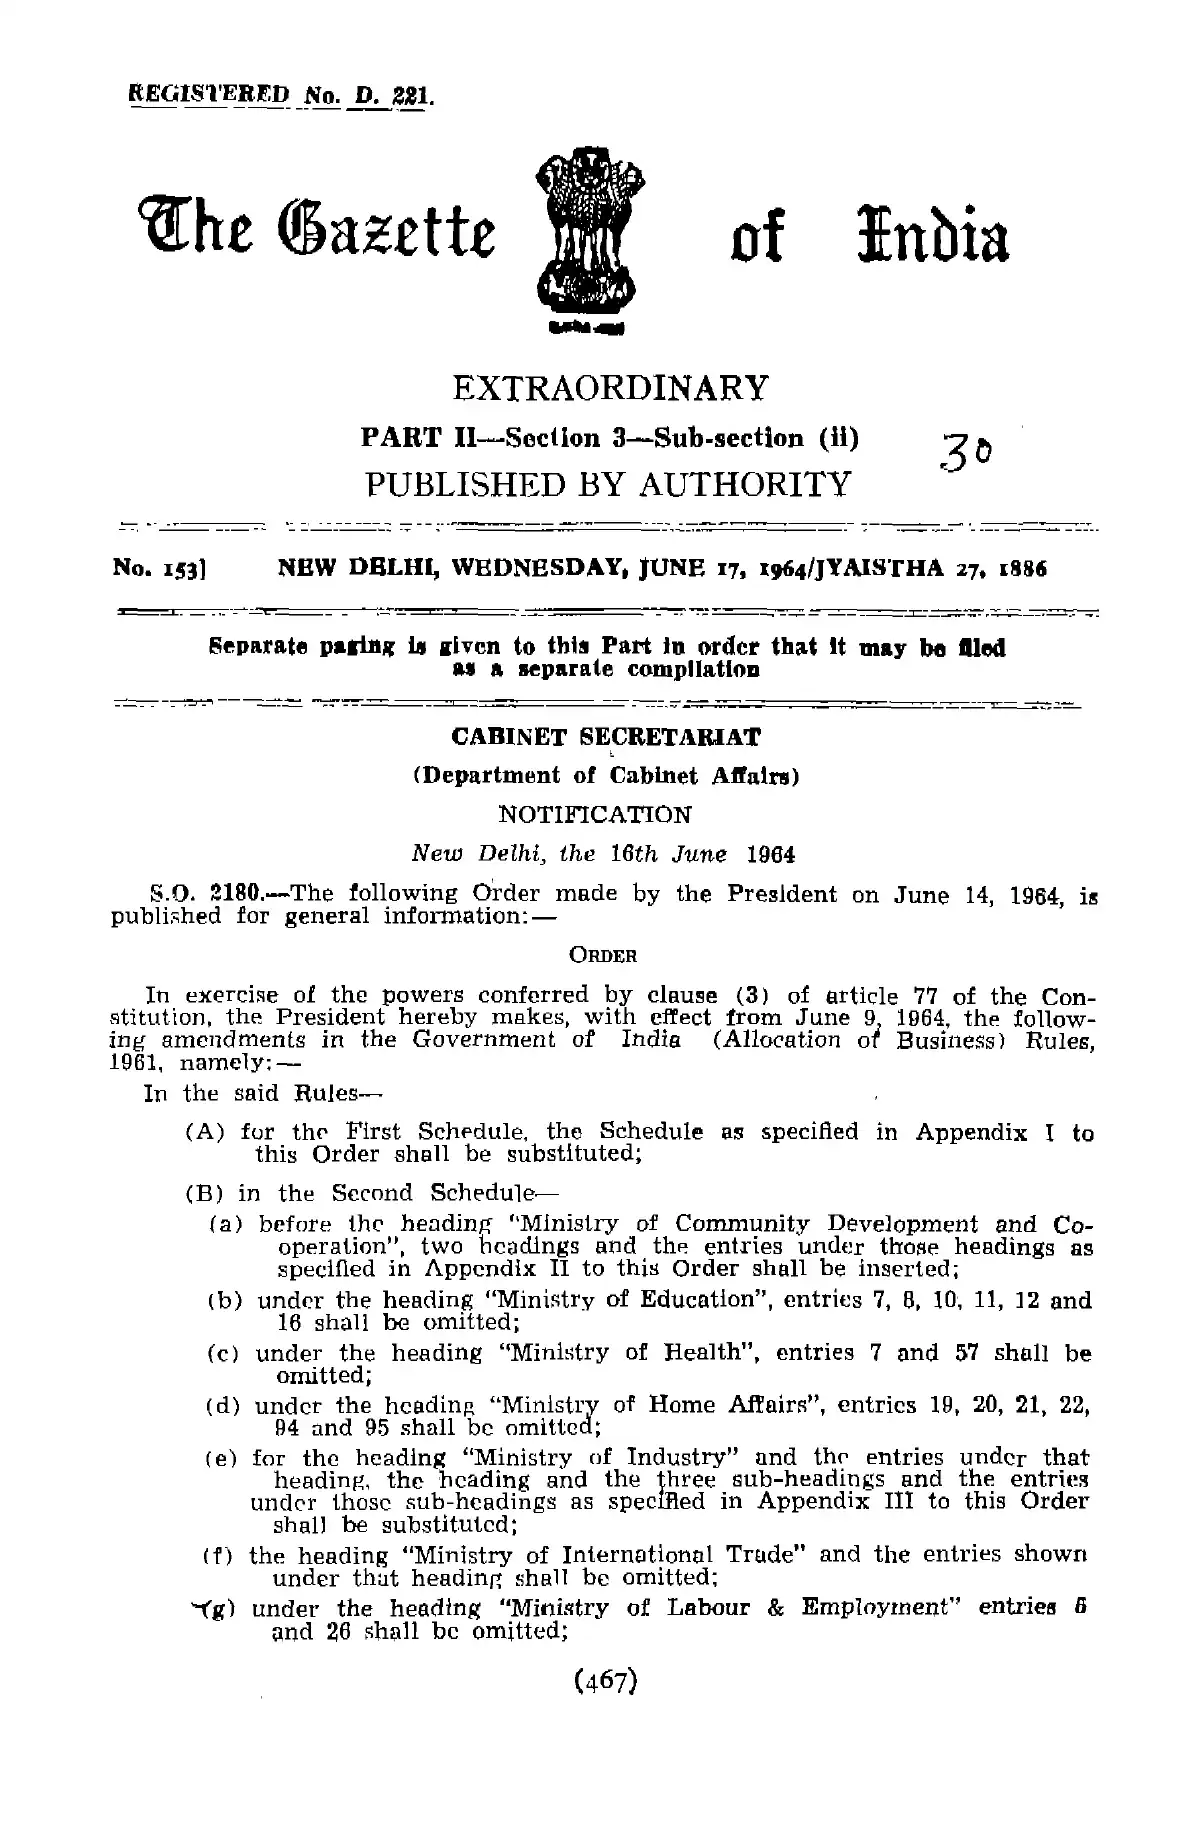 REGISTERED No. D. 221.
The Gazette of India
EXTRAORDINARY
PART II—Section 3—Sub-section (ii)
30
PUBLISHED BY AUTHORITY
No. 153] NEW DELHI, WEDNESDAY, JUNE 17, 1964/JYAISTHA 27, 1886
Separate paging is given to this Part in order that it may be filed
as a separate compilation
CABINET SECRETARIAT
(Department of Cabinet Affairs)
NOTIFICATION
New Delhi, the 16th June 1964
S.O. 2180.—The following Order made by the President on June 14, 1964, is
published for general information:—
ORDER
In exercise of the powers conferred by clause (3) of article 77 of the Con-
stitution, the President hereby makes, with effect from June 9, 1964, the follow-
ing amendments in the Government of India (Allocation of Business) Rules,
1961, namely:—
In the said Rules—
(A) for the First Schedule, the Schedule as specified in Appendix I to
this Order shall be substituted;
(B) in the Second Schedule—
(a) before the heading "Ministry of Community Development and Co-
operation", two headings and the entries under those headings as
specified in Appendix II to this Order shall be inserted;
(b) under the heading "Ministry of Education", entries 7, 8, 10, 11, 12 and
16 shall be omitted;
(c) under the heading "Ministry of Health", entries 7 and 57 shall be
omitted;
(d) under the heading "Ministry of Home Affairs", entries 19, 20, 21, 22,
94 and 95 shall be omitted;
(e) for the heading "Ministry of Industry" and the entries under that
heading, the heading and the three sub-headings and the entries
under those sub-headings as specified in Appendix III to this Order
shall be substituted;
(f) the heading "Ministry of International Trade" and the entries shown
under that heading shall be omitted;
(g) under the heading "Ministry of Labour & Employment" entries 6
and 26 shall be omitted;
(467)